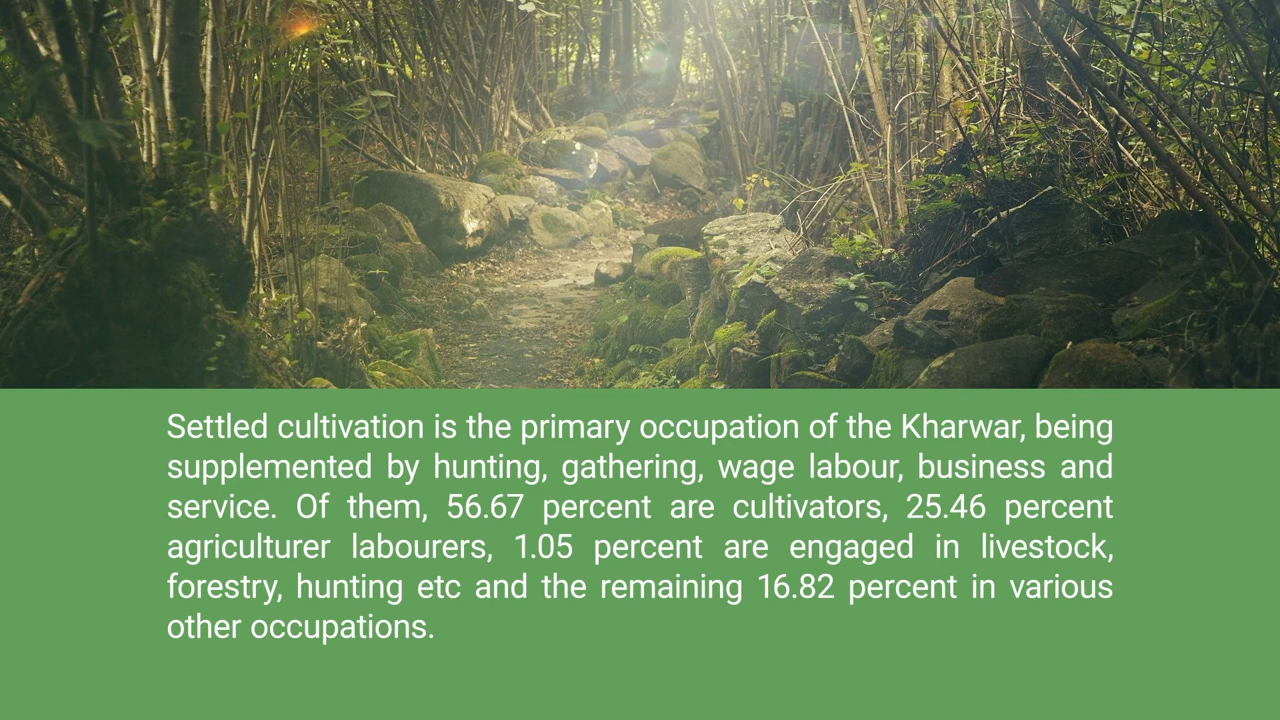 Settled cultivation is the primary occupation of the Kharwar, being
supplemented by hunting, gathering, wage labour, business and
service. Of them, 56.67 percent are cultivators, 25.46 percent
agriculturer labourers, 1.05 percent are engaged in livestock,
forestry, hunting etc and the remaining 16.82 percent in various
other occupations.